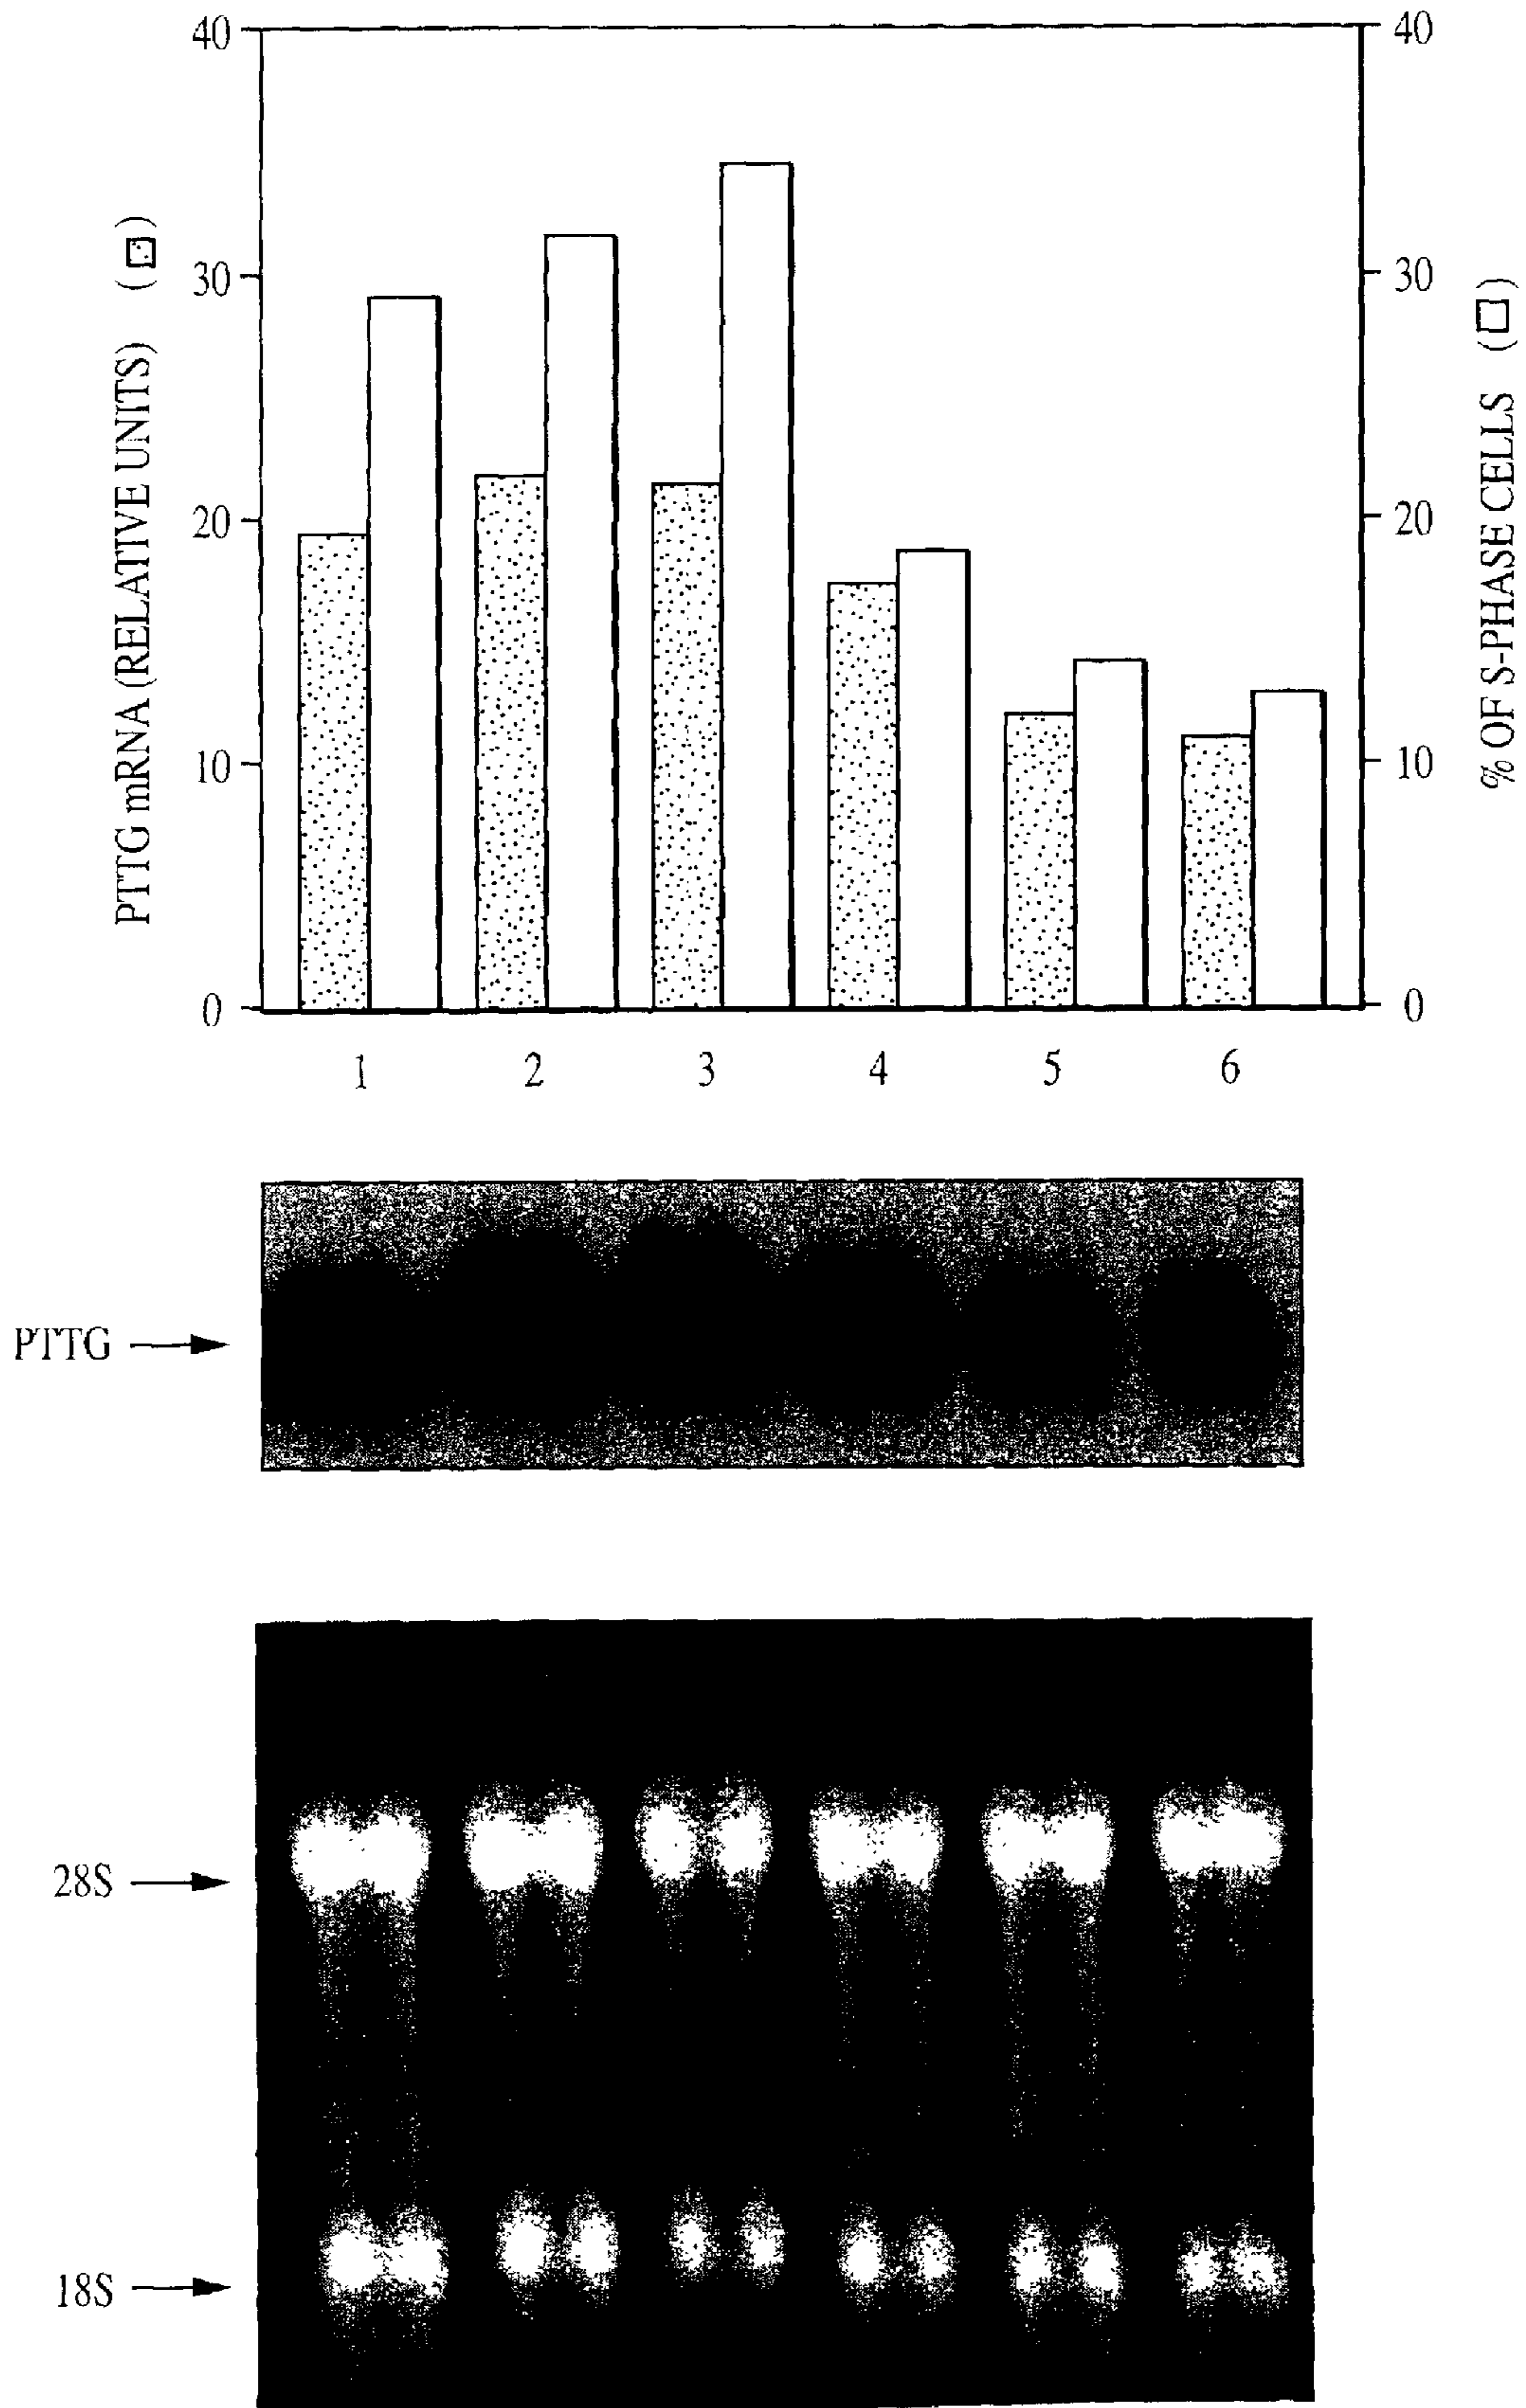 40
30
20
10
0
PTTG mRNA (RELATIVE UNITS) ( )
40
30
20
10
0
% OF S-PHASE CELLS ( )
1 2 3 4 5 6
PTTG
28S
18S